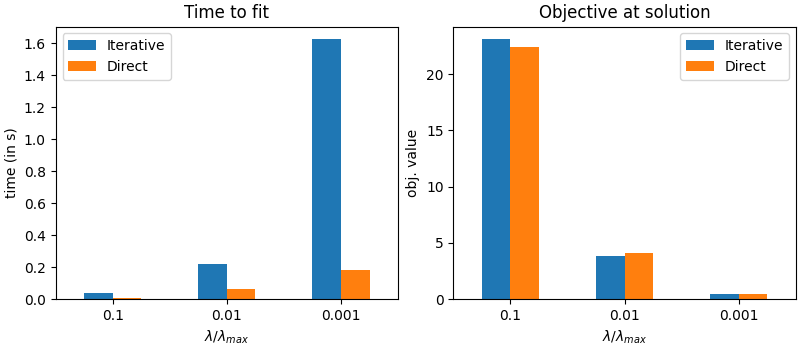 Time to fit
Iterative
Direct
time (in s)
1.6
1.4
1.2
1.0
0.8
0.6
0.4
0.2
0.0
0.1
0.01
0.001
λ/λmax
Objective at solution
Iterative
Direct
obj. value
20
15
10
5
0
0.1
0.01
0.001
λ/λmax